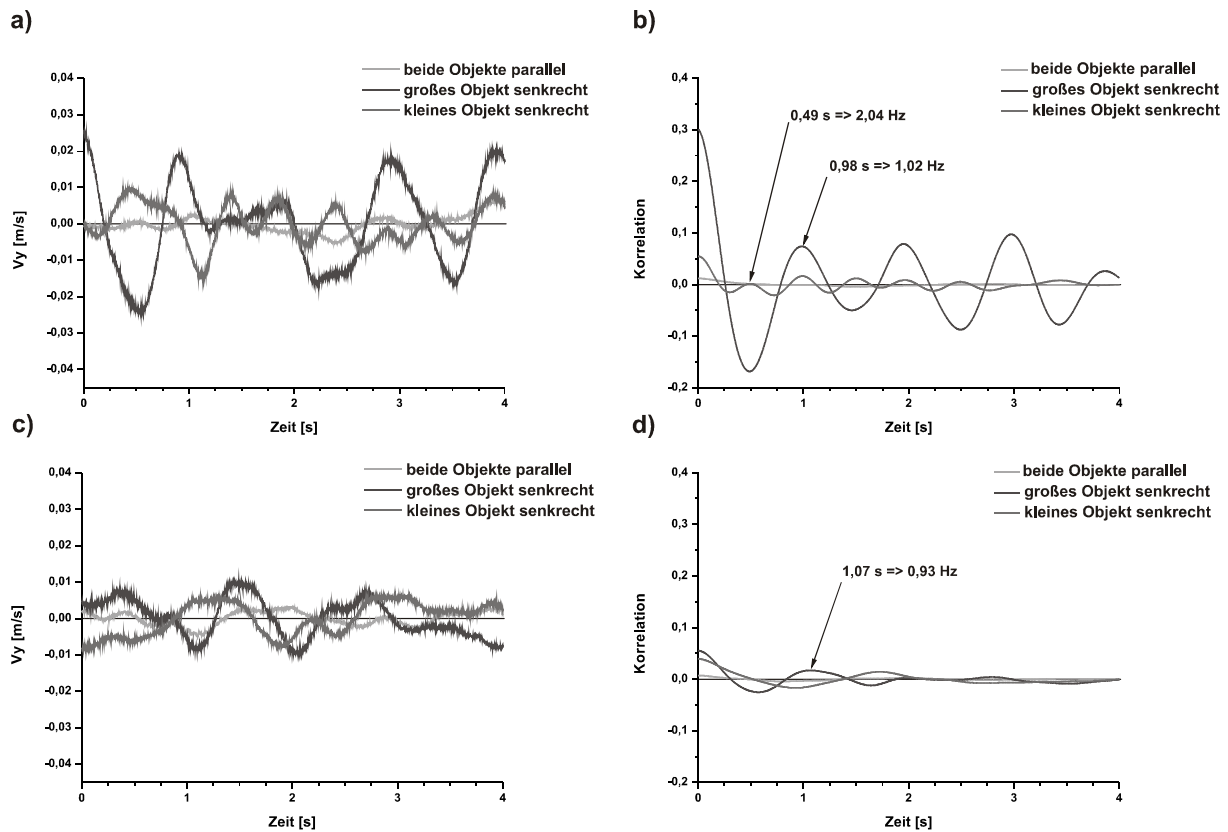 a)
beide Objekte parallel
großes Objekt senkrecht
kleines Objekt senkrecht
0,04
0,03
0,02
0,01
0,00
-0,01
-0,02
-0,03
-0,04
Vy [m/s]
0 1 2 3 4
Zeit [s]
b)
beide Objekte parallel
großes Objekt senkrecht
kleines Objekt senkrecht
0,49 s => 2,04 Hz
0,98 s => 1,02 Hz
0,4
0,3
0,2
0,1
0,0
-0,1
-0,2
Korrelation
0 1 2 3 4
Zeit [s]
c)
beide Objekte parallel
großes Objekt senkrecht
kleines Objekt senkrecht
0,04
0,03
0,02
0,01
0,00
-0,01
-0,02
-0,03
-0,04
Vy [m/s]
0 1 2 3 4
Zeit [s]
d)
beide Objekte parallel
großes Objekt senkrecht
kleines Objekt senkrecht
1,07 s => 0,93 Hz
0,4
0,3
0,2
0,1
0,0
-0,1
-0,2
Korrelation
0 1 2 3 4
Zeit [s]